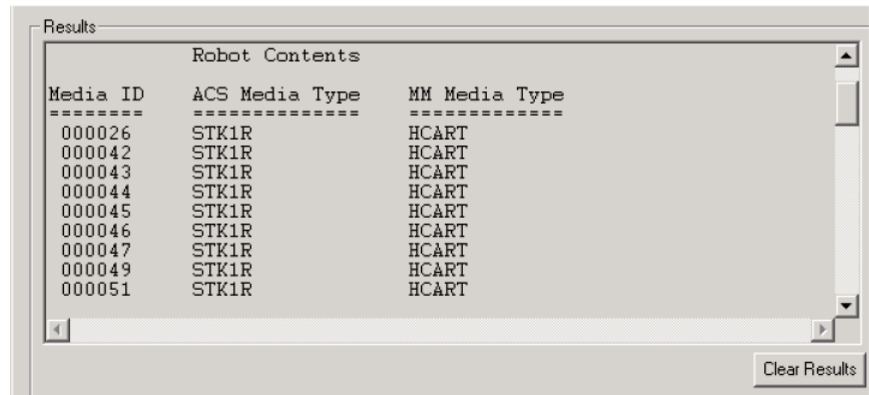 Results
Robot Contents
Media ID ACS Media Type MM Media Type
======== ============== =============
000026 STK1R HCART
000042 STK1R HCART
000043 STK1R HCART
000044 STK1R HCART
000045 STK1R HCART
000046 STK1R HCART
000047 STK1R HCART
000049 STK1R HCART
000051 STK1R HCART
Clear Results